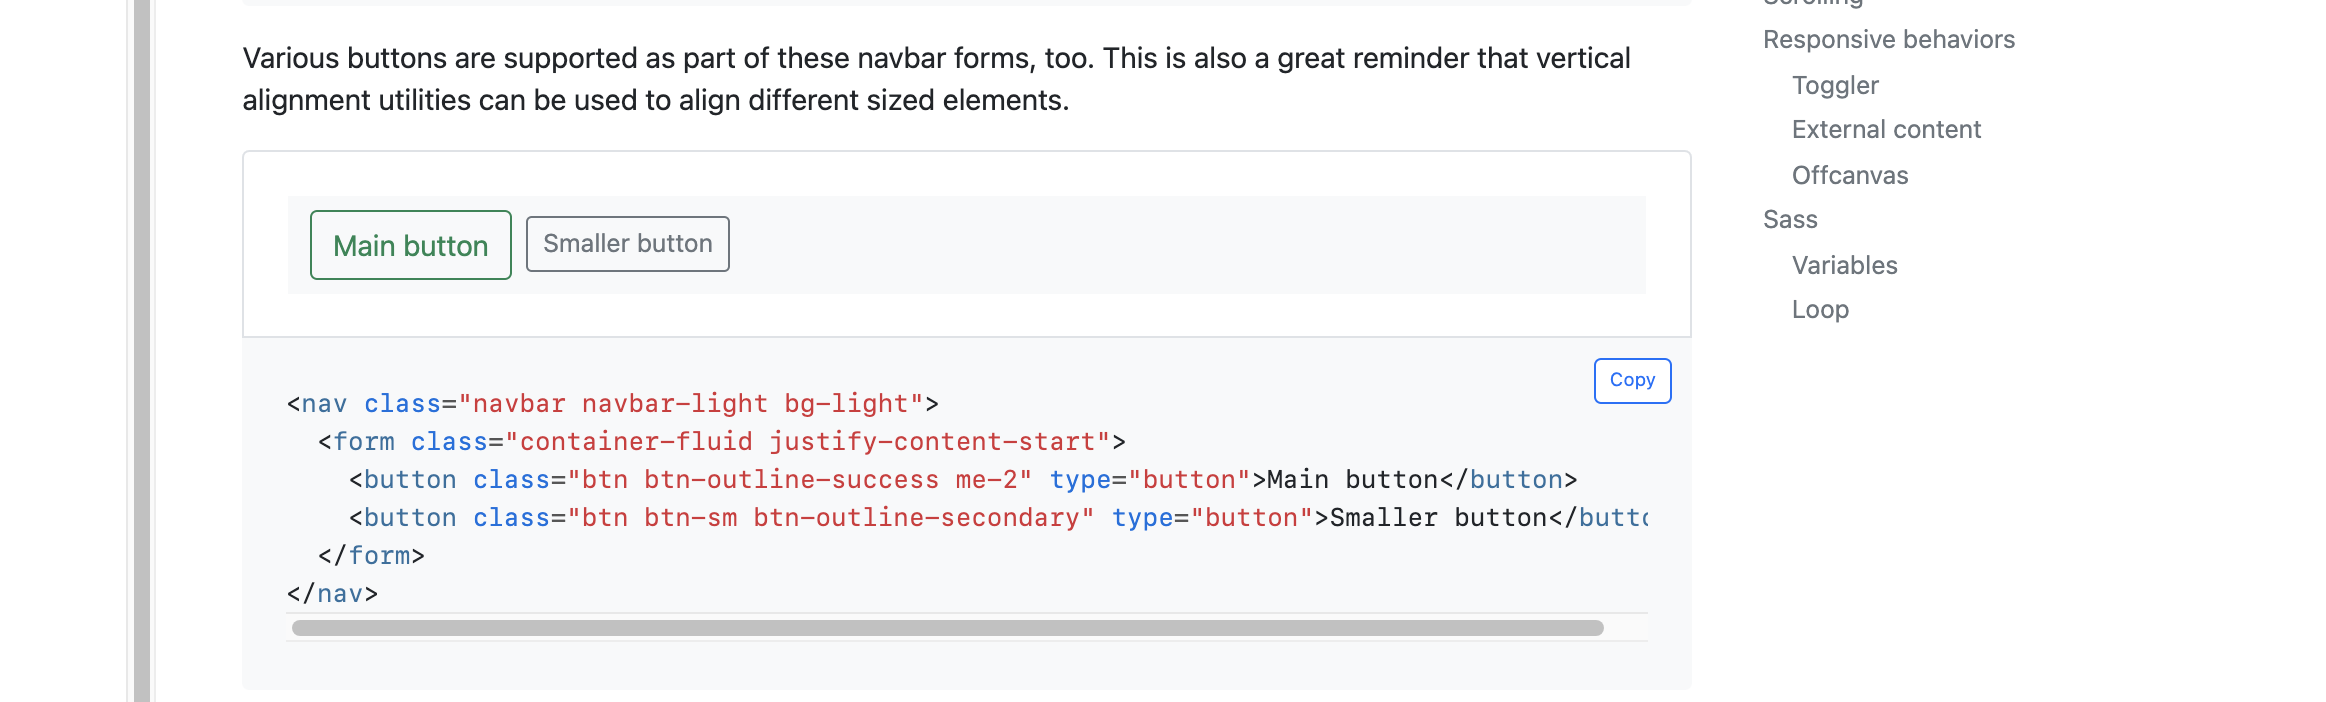 Various buttons are supported as part of these navbar forms, too. This is also a great reminder that vertical
alignment utilities can be used to align different sized elements.
Main button
Smaller button
Copy
<nav class="navbar navbar-light bg-light">
  <form class="container-fluid justify-content-start">
    <button class="btn btn-outline-success me-2" type="button">Main button</button>
    <button class="btn btn-sm btn-outline-secondary" type="button">Smaller button</butto
  </form>
</nav>
Scrolling
Responsive behaviors
Toggler
External content
Offcanvas
Sass
Variables
Loop